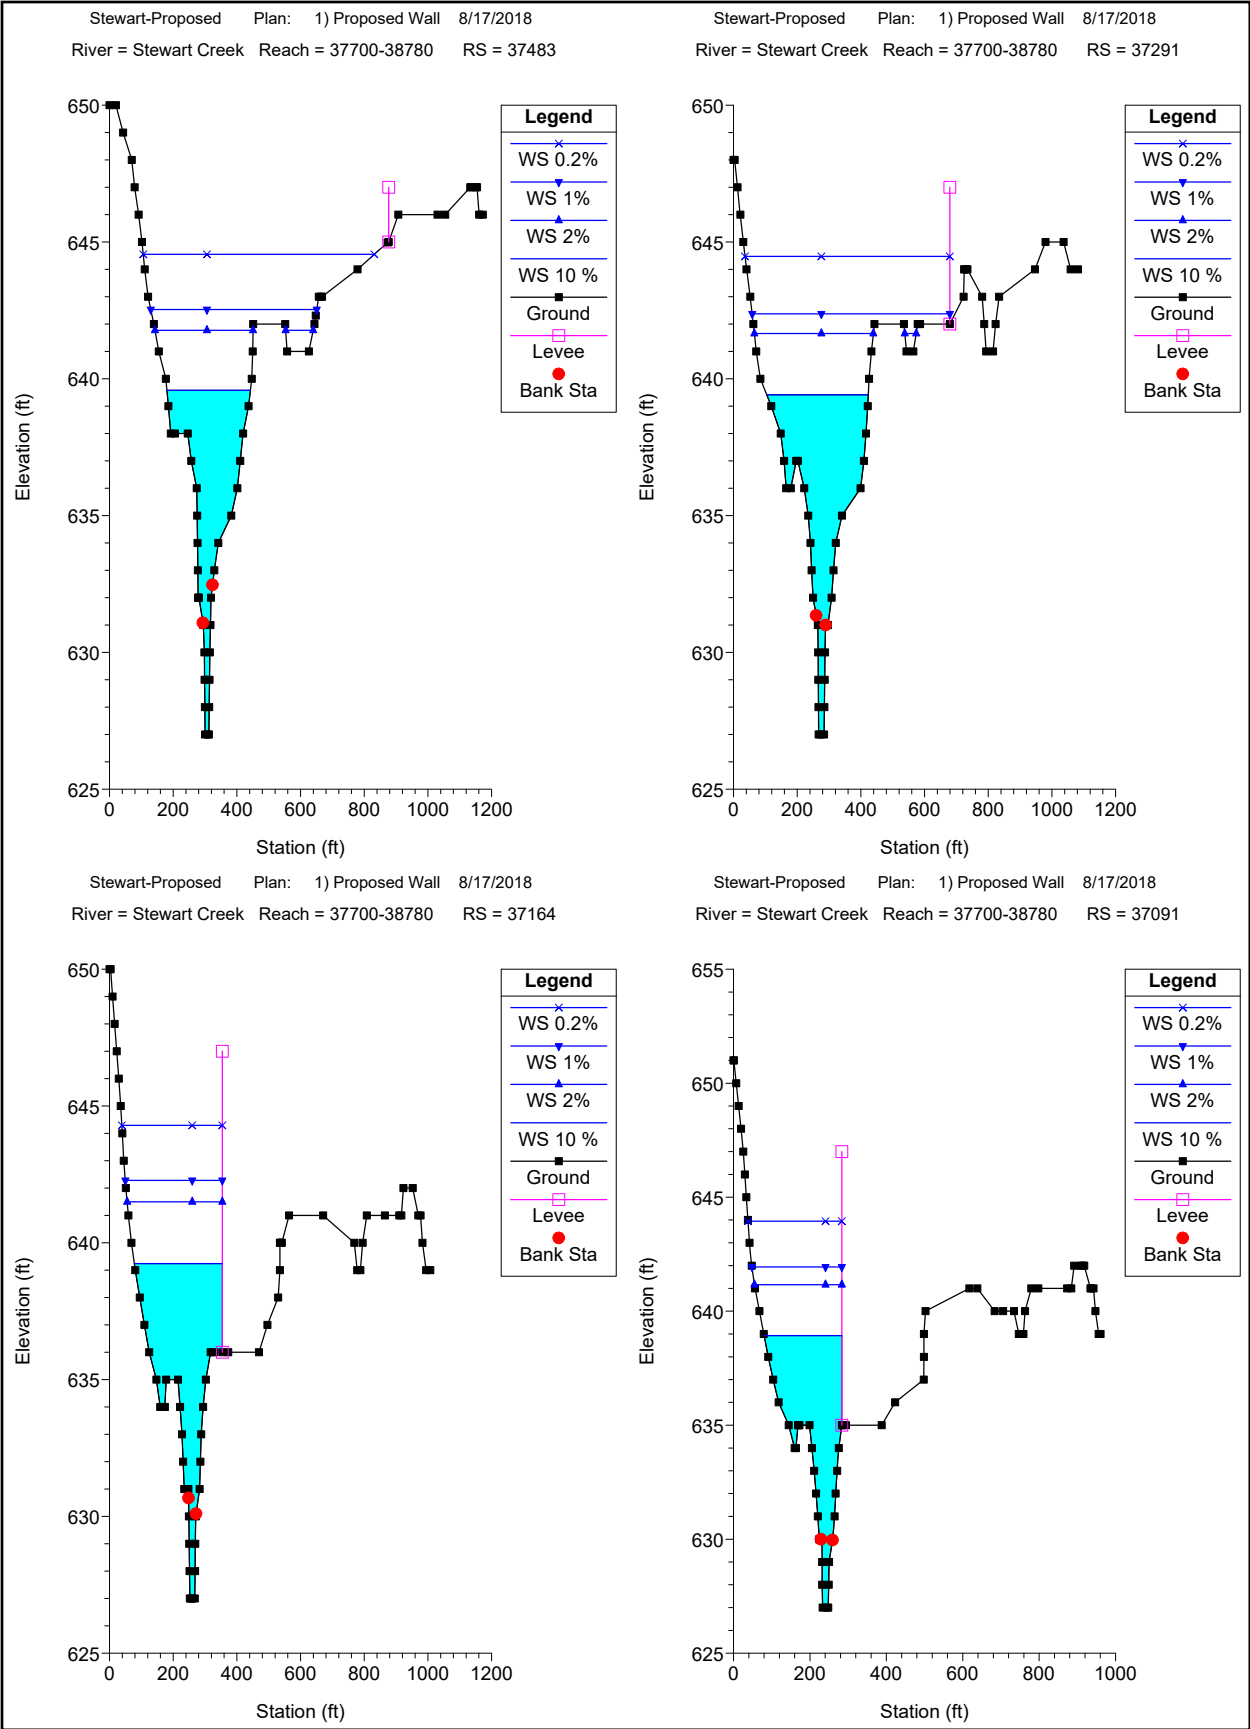 Stewart-Proposed Plan: 1) Proposed Wall 8/17/2018
River = Stewart Creek Reach = 37700-38780 RS = 37483
650
645
640
635
630
625
0 200 400 600 800 1000 1200
Station (ft)
Elevation (ft)
Legend
WS 0.2%
WS 1%
WS 2%
WS 10 %
Ground
Levee
Bank Sta
Stewart-Proposed Plan: 1) Proposed Wall 8/17/2018
River = Stewart Creek Reach = 37700-38780 RS = 37291
650
645
640
635
630
625
0 200 400 600 800 1000 1200
Station (ft)
Elevation (ft)
Legend
WS 0.2%
WS 1%
WS 2%
WS 10 %
Ground
Levee
Bank Sta
Stewart-Proposed Plan: 1) Proposed Wall 8/17/2018
River = Stewart Creek Reach = 37700-38780 RS = 37164
650
645
640
635
630
625
0 200 400 600 800 1000 1200
Station (ft)
Elevation (ft)
Legend
WS 0.2%
WS 1%
WS 2%
WS 10 %
Ground
Levee
Bank Sta
Stewart-Proposed Plan: 1) Proposed Wall 8/17/2018
River = Stewart Creek Reach = 37700-38780 RS = 37091
655
650
645
640
635
630
625
0 200 400 600 800 1000
Station (ft)
Elevation (ft)
Legend
WS 0.2%
WS 1%
WS 2%
WS 10 %
Ground
Levee
Bank Sta